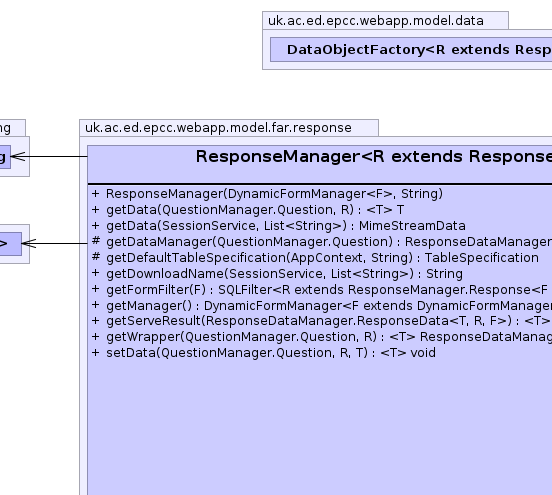 uk.ac.ed.epcc.webapp.model.data
DataObjectFactory<R extends Resp
ng
uk.ac.ed.epcc.webapp.model.far.response
g
ResponseManager<R extends Response
+ ResponseManager(DynamicFormManager<F>, String)
+ getData(QuestionManager.Question, R) : <T> T
+ getData(SessionService, List<String>) : MimeStreamData
# getDataManager(QuestionManager.Question) : ResponseDataManager
>
# getDefaultTableSpecification(AppContext, String) : TableSpecification
+ getDownloadName(SessionService, List<String>) : String
+ getFormFilter(F) : SQLFilter<R extends ResponseManager.Response<F
+ getManager() : DynamicFormManager<F extends DynamicFormManager
+ getServeResult(ResponseDataManager.ResponseData<T, R, F>) : <T>
+ getWrapper(QuestionManager.Question, R) : <T> ResponseDataManag
+ setData(QuestionManager.Question, R, T) : <T> void